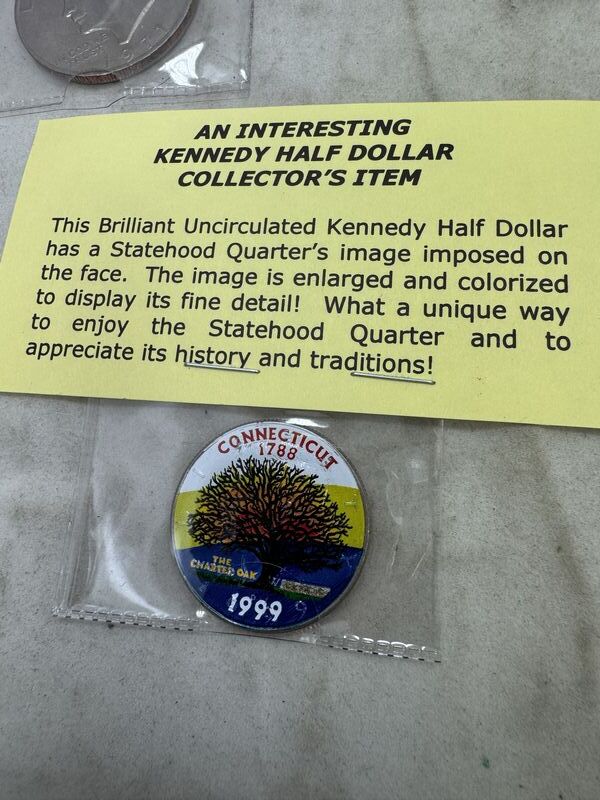 AN INTERESTING
KENNEDY HALF DOLLAR
COLLECTOR'S ITEM
This Brilliant Uncirculated Kennedy Half Dollar
has a Statehood Quarter's image imposed on
the face. The image is enlarged and colorized
to display its fine detail! What a unique way
to enjoy the Statehood Quarter and to
appreciate its history and traditions!
CONNECTICUT
1788
THE
CHARTER OAK
1999